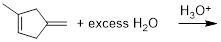 + excess H₂O
H₃O⁺